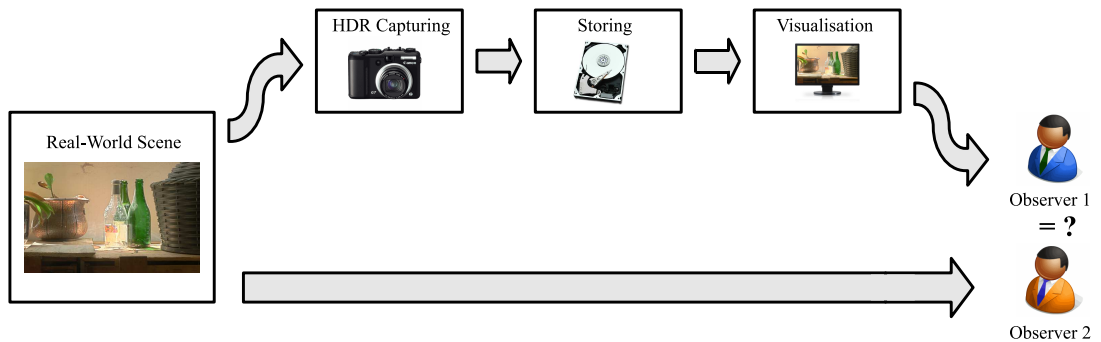 HDR Capturing
Storing
Visualisation
Real-World Scene
Observer 1
= ?
Observer 2